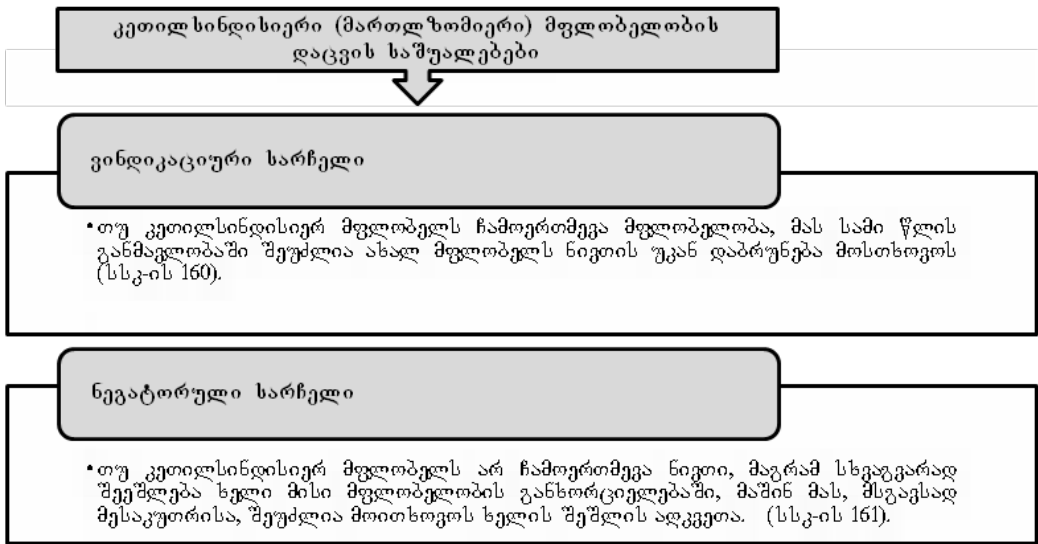 კეთილსინდისიერი (მართლზომიერი) მფლობელობის
დაცვის საშუალებები
ვინდიკაციური სარჩელი
•თუ კეთილსინდისიერ მფლობელს ჩამოერთმევა მფლობელობა, მას სამი წლის
განმავლობაში შეუძლია ახალ მფლობელს ნივთის უკან დაბრუნება მოსთხოვოს
(სსკ-ის 160).
ნეგატორული სარჩელი
•თუ კეთილსინდისიერ მფლობელს არ ჩამოერთმევა ნივთი, მაგრამ სხვაგვარად
შეეშლება ხელი მისი მფლობელობის განხორციელებაში, მაშინ მას, მსგავსად
მესაკუთრისა, შეუძლია მოითხოვოს ხელის შეშლის აღკვეთა. (სსკ-ის 161).